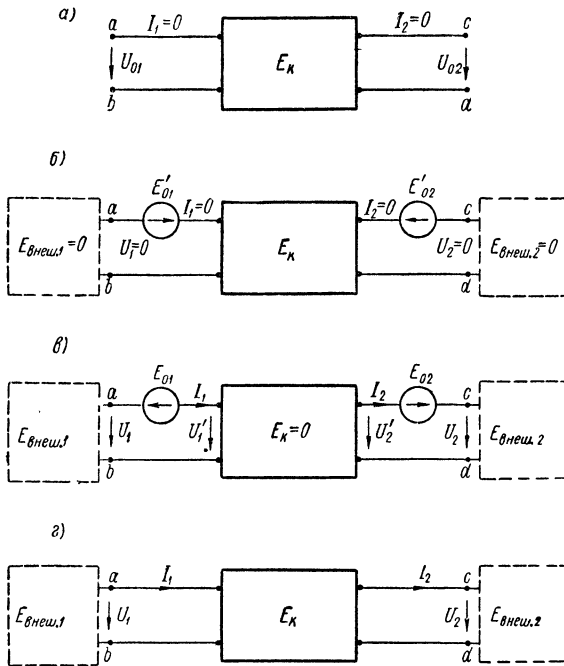 а)
a I₁=0 I₂=0 c
U₀₁ Eк U₀₂
b a
б)
a E′₀₁ I₁=0 I₂=0 E′₀₂ c
Eвнеш.1=0 U₁=0 Eк U₂=0 Eвнеш.2=0
b d
в)
a E₀₁ I₁ I₂ E₀₂ c
Eвнеш.1 U₁ U₁′ Eк=0 U₂′ U₂ Eвнеш.2
b d
г)
a I₁ I₂ c
Eвнеш.1 U₁ Eк U₂ Eвнеш.2
b d